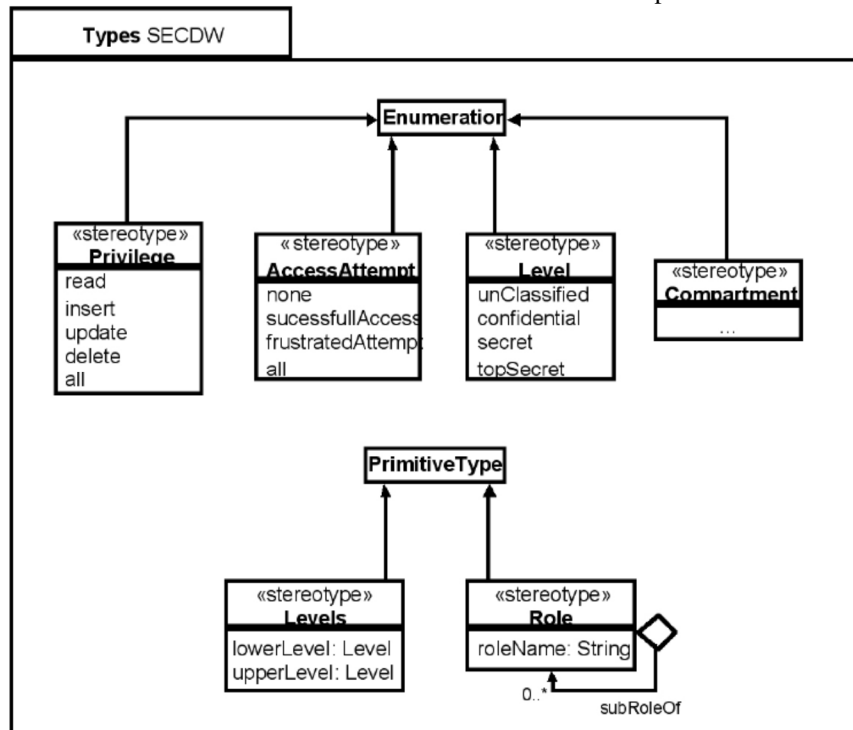 Types SECDW
Enumeration
«stereotype»
Privilege
read
insert
update
delete
all
«stereotype»
AccessAttempt
none
sucessfullAccess
frustratedAttempt
all
«stereotype»
Level
unClassified
confidential
secret
topSecret
«stereotype»
Compartment
...
PrimitiveType
«stereotype»
Levels
lowerLevel: Level
upperLevel: Level
«stereotype»
Role
roleName: String
0..*
subRoleOf